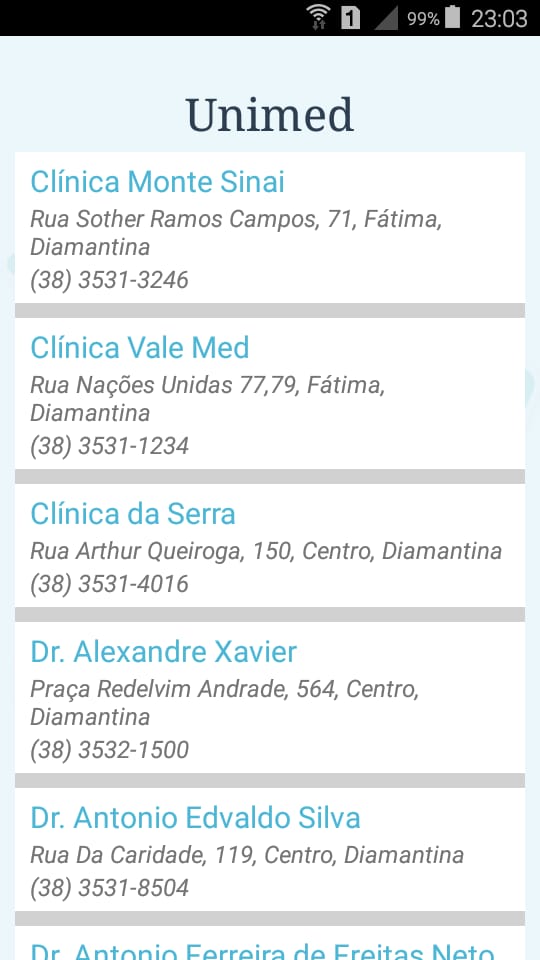 1 99% 23:03
Unimed
Clínica Monte Sinai
Rua Sother Ramos Campos, 71, Fátima,
Diamantina
(38) 3531-3246
Clínica Vale Med
Rua Nações Unidas 77,79, Fátima,
Diamantina
(38) 3531-1234
Clínica da Serra
Rua Arthur Queiroga, 150, Centro, Diamantina
(38) 3531-4016
Dr. Alexandre Xavier
Praça Redelvim Andrade, 564, Centro,
Diamantina
(38) 3532-1500
Dr. Antonio Edvaldo Silva
Rua Da Caridade, 119, Centro, Diamantina
(38) 3531-8504
Dr. Antonio Ferreira de Freitas Neto